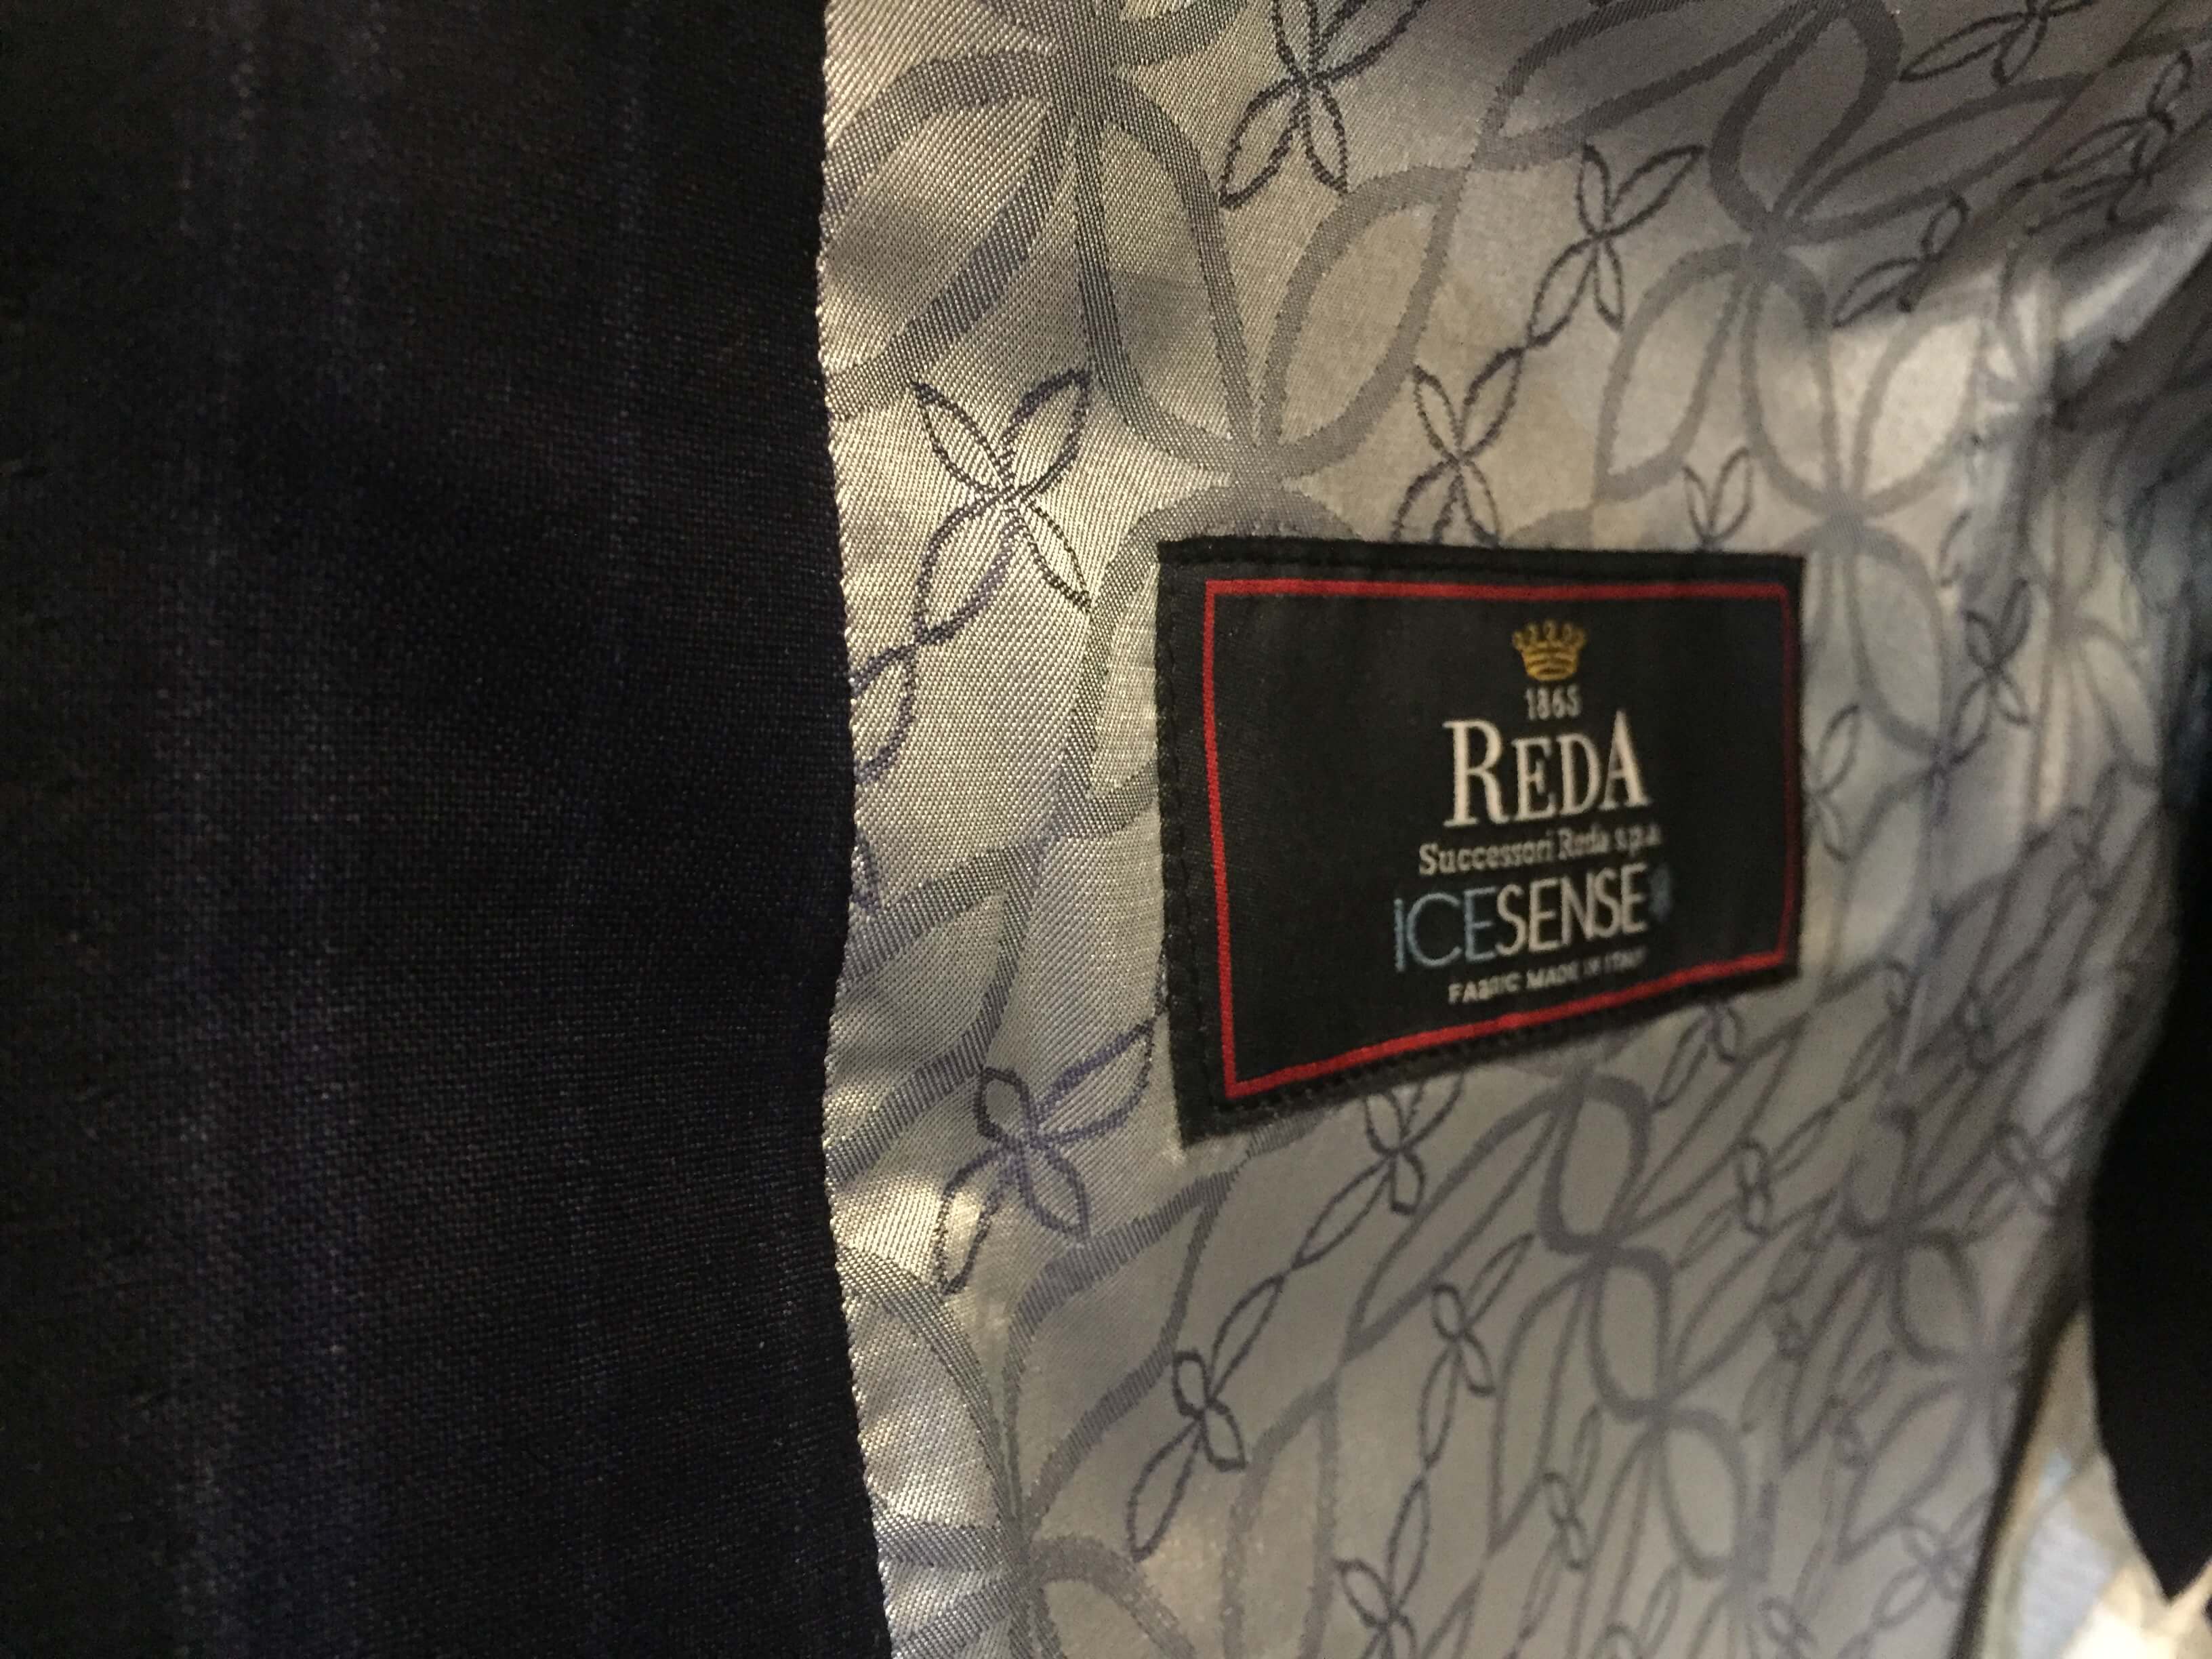 1865
REDA
Successori Reda s.p.a.
ICESENSE
FABRIC MADE IN ITALY